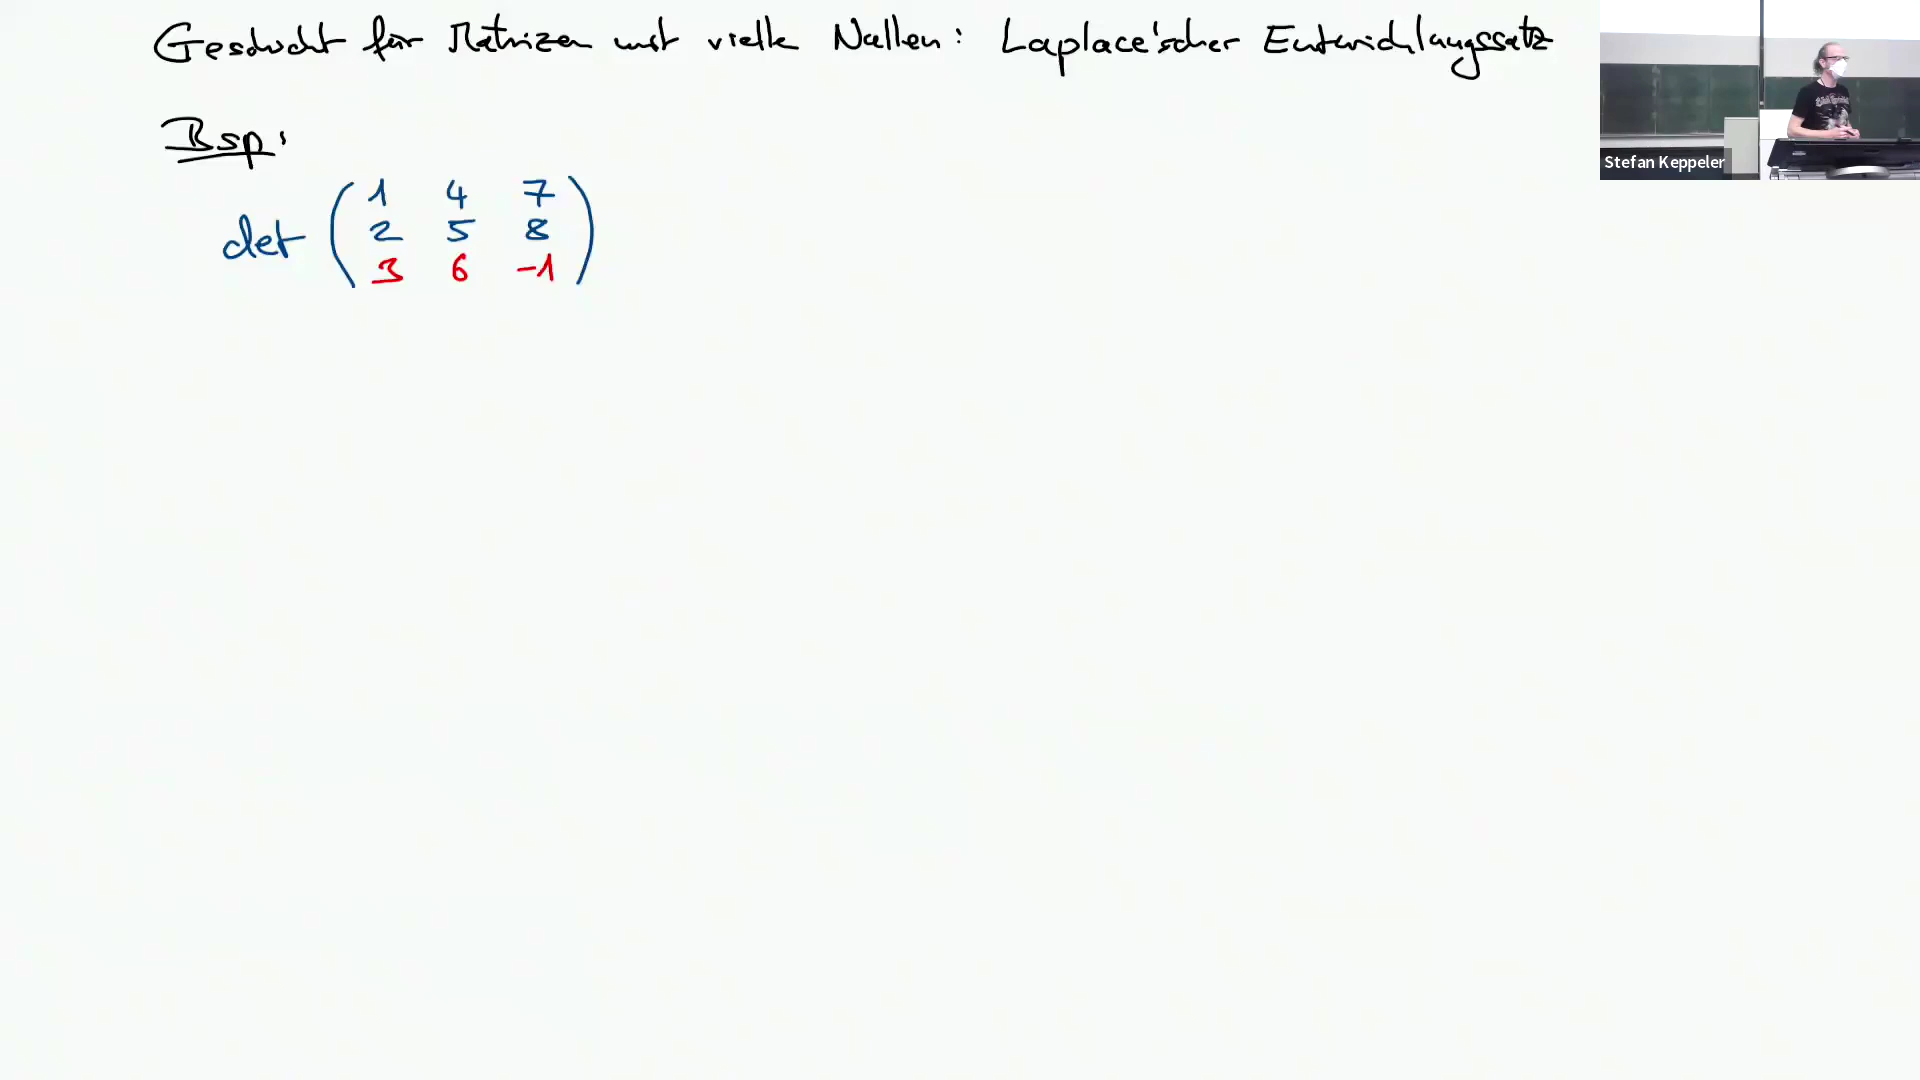 Geschickt für Matrizen mit vielen Nullen: Laplace'scher Entwicklungssatz
Bsp:
det ( 1 4 7
2 5 8
3 6 -1 )
Stefan Keppeler